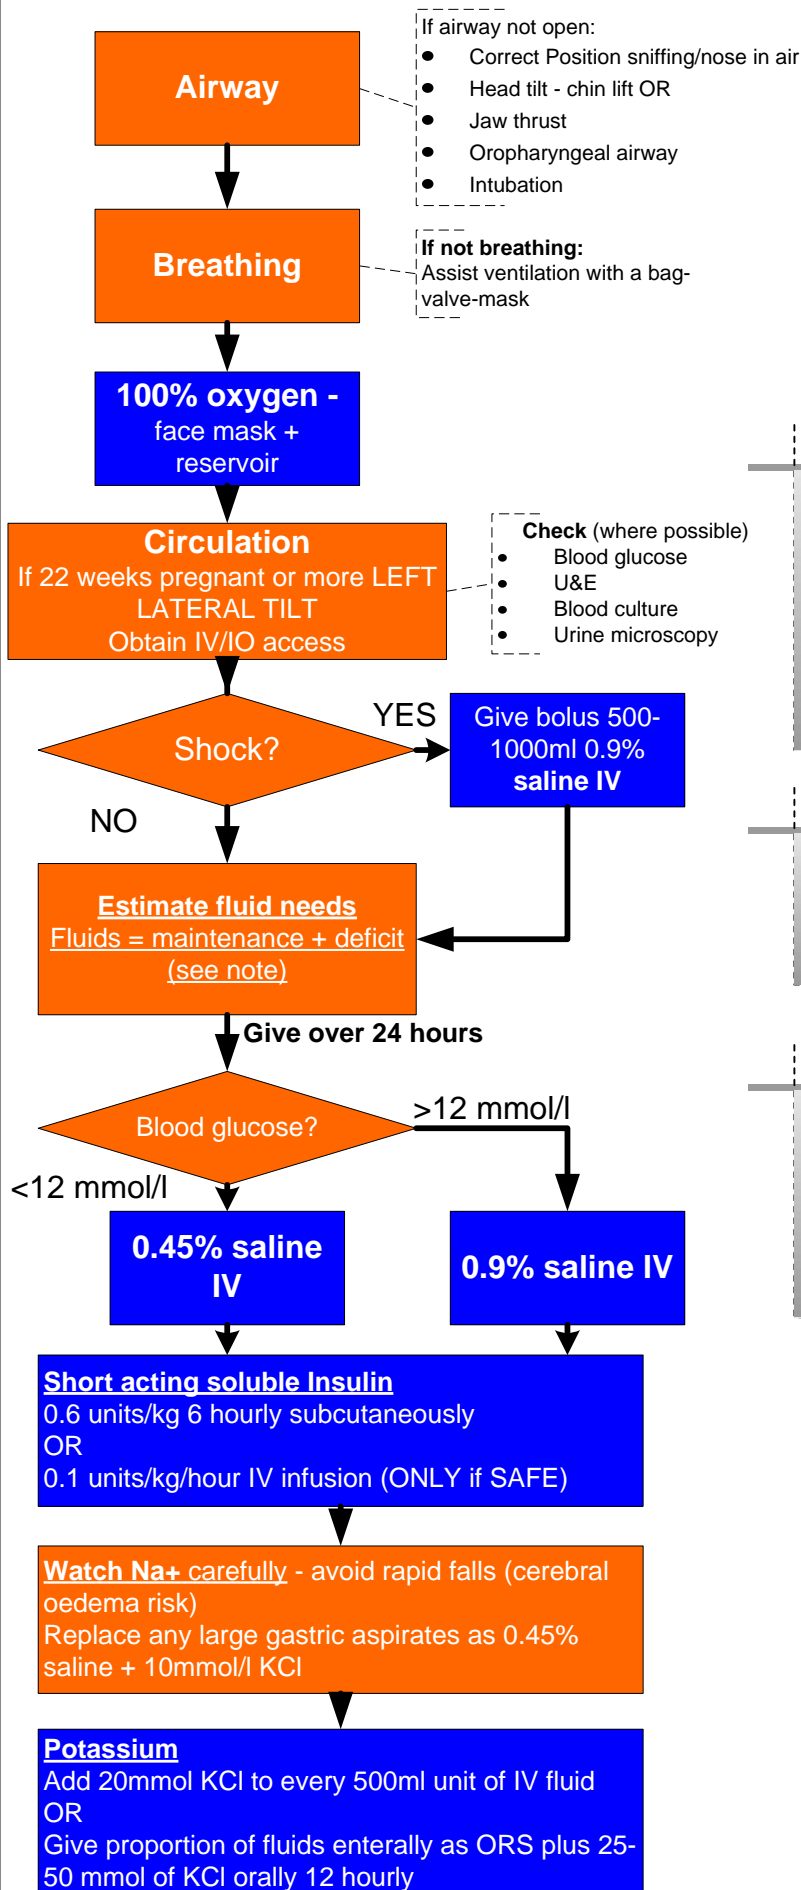 Airway
If airway not open:
● Correct Position sniffing/nose in air
● Head tilt - chin lift OR
● Jaw thrust
● Oropharyngeal airway
● Intubation
Breathing
If not breathing:
Assist ventilation with a bag-
valve-mask
100% oxygen -
face mask +
reservoir
Circulation
If 22 weeks pregnant or more LEFT
LATERAL TILT
Obtain IV/IO access
Check (where possible)
● Blood glucose
● U&E
● Blood culture
● Urine microscopy
Shock?
YES
Give bolus 500-
1000ml 0.9%
saline IV
NO
Estimate fluid needs
Fluids = maintenance + deficit
(see note)
Give over 24 hours
Blood glucose?
>12 mmol/l
<12 mmol/l
0.45% saline
IV
0.9% saline IV
Short acting soluble Insulin
0.6 units/kg 6 hourly subcutaneously
OR
0.1 units/kg/hour IV infusion (ONLY if SAFE)
Watch Na+ carefully - avoid rapid falls (cerebral
oedema risk)
Replace any large gastric aspirates as 0.45%
saline + 10mmol/l KCl
Potassium
Add 20mmol KCl to every 500ml unit of IV fluid
OR
Give proportion of fluids enterally as ORS plus 25-
50 mmol of KCl orally 12 hourly